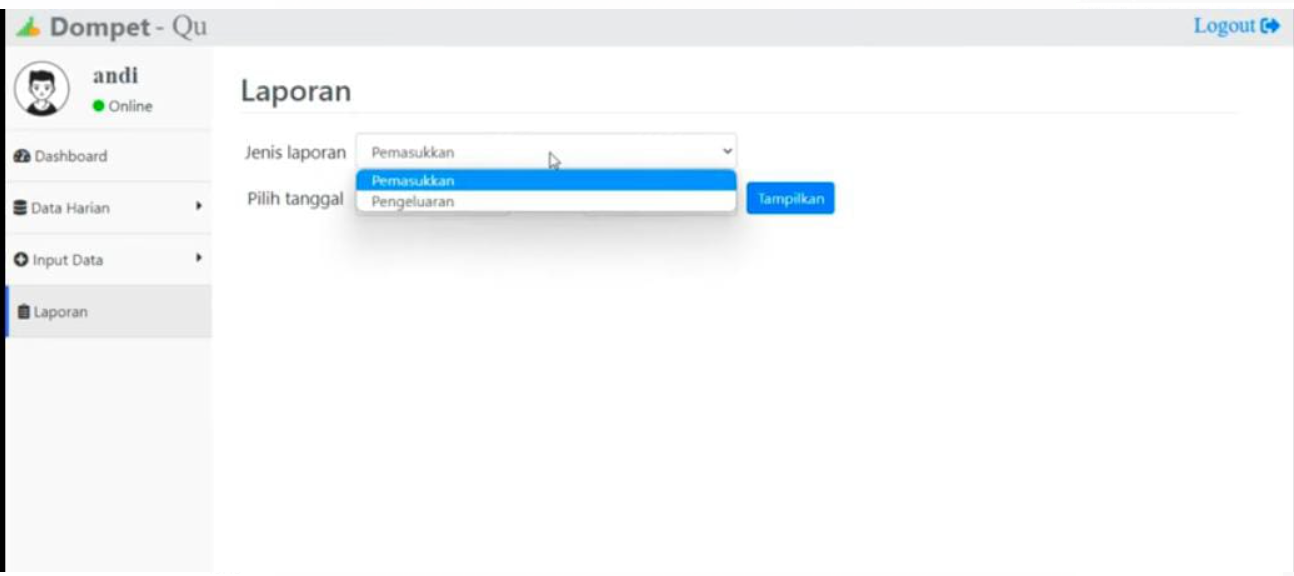 Dompet - Qu
Logout
andi
Online
Dashboard
Data Harian
Input Data
Laporan
Laporan
Jenis laporan Pemasukkan
Pemasukkan
Pengeluaran
Pilih tanggal Tampilkan